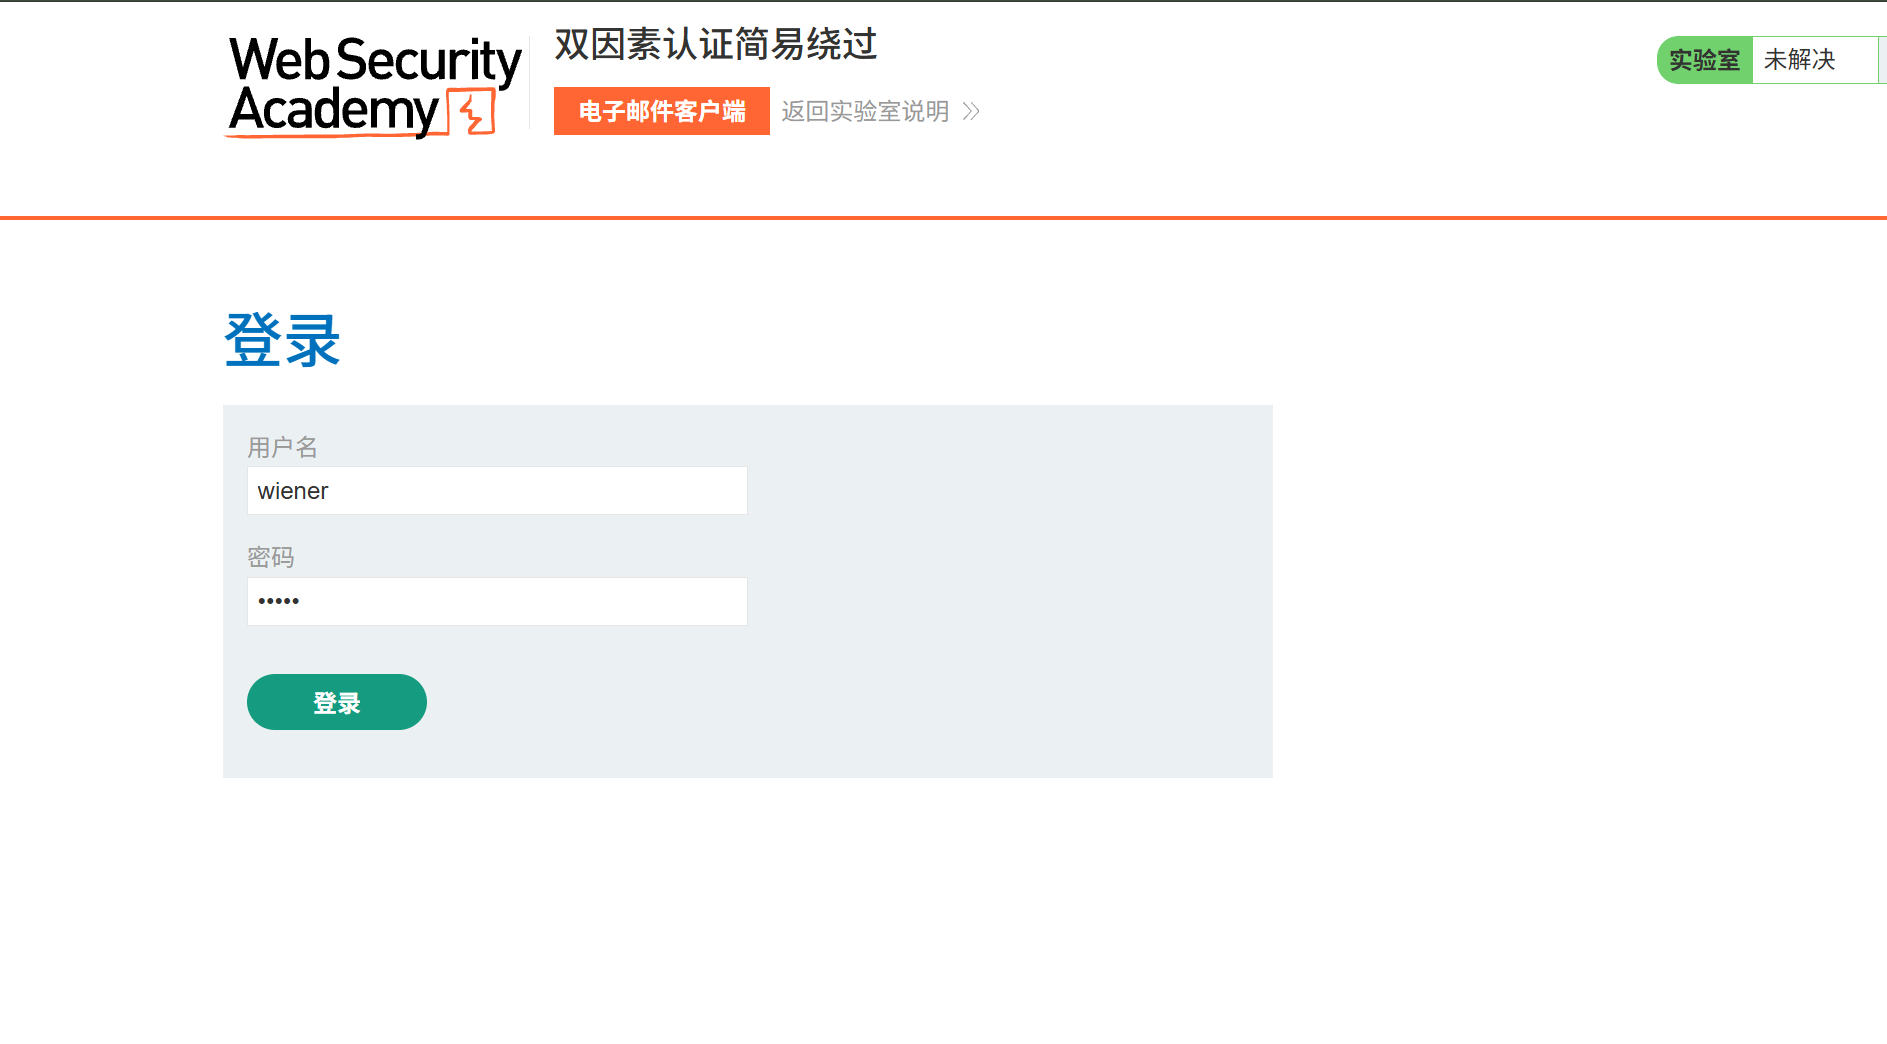 Web Security
Academy
双因素认证简易绕过
电子邮件客户端
返回实验室说明
实验室
未解决
登录
用户名
wiener
密码
•••••
登录